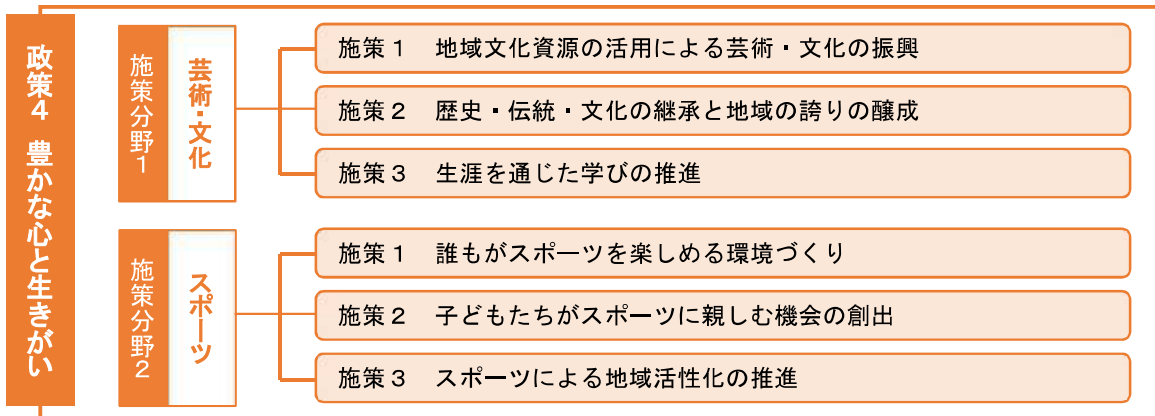 政策4 豊かな心と生きがい
施策分野1
芸術・文化
施策1 地域文化資源の活用による芸術・文化の振興
施策2 歴史・伝統・文化の継承と地域の誇りの醸成
施策3 生涯を通じた学びの推進
施策分野2
スポーツ
施策1 誰もがスポーツを楽しめる環境づくり
施策2 子どもたちがスポーツに親しむ機会の創出
施策3 スポーツによる地域活性化の推進